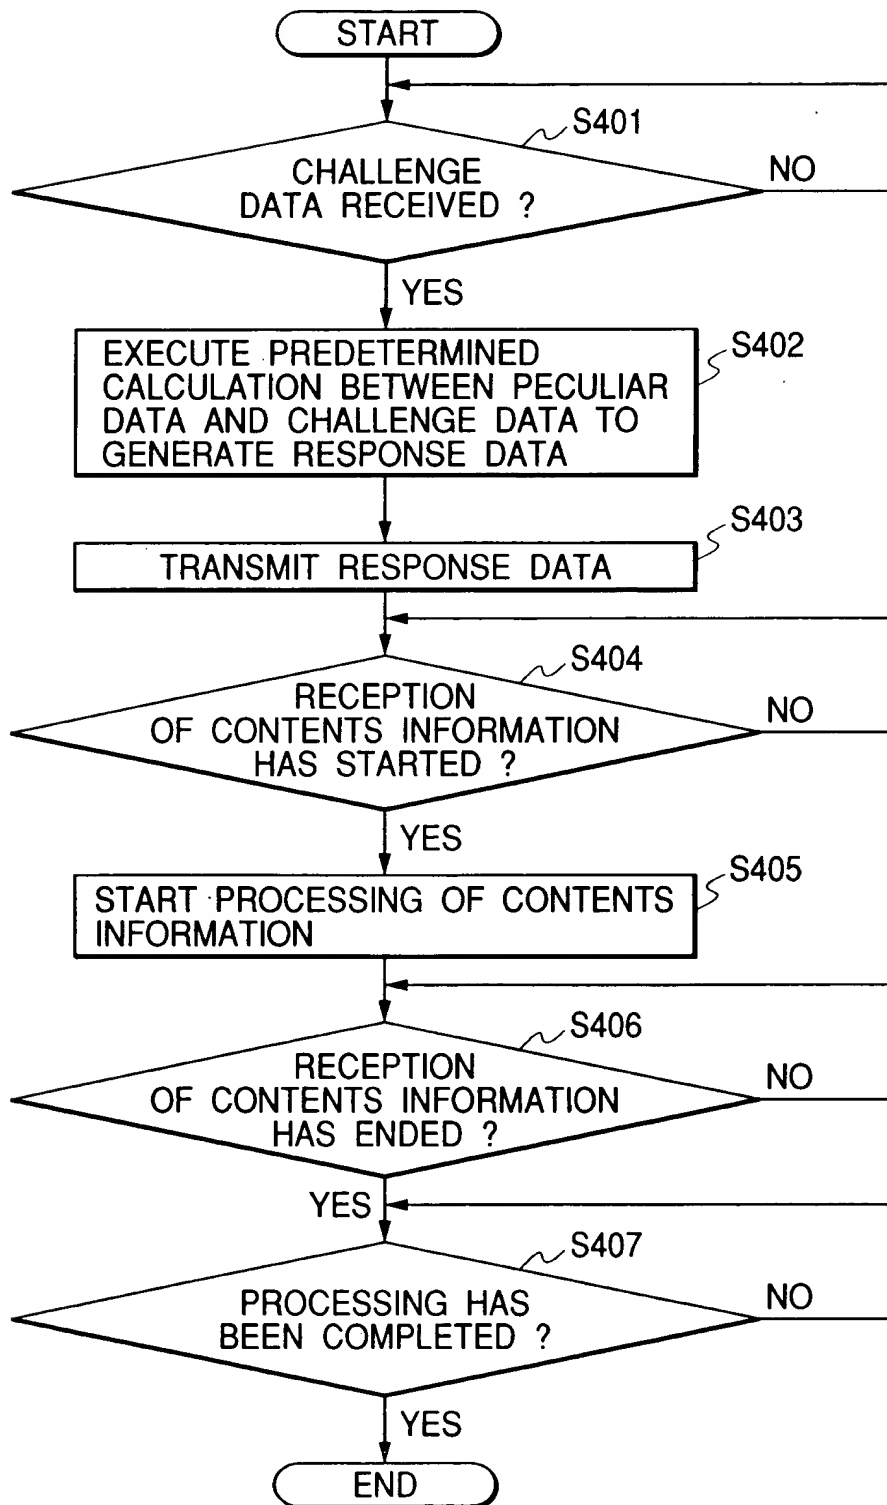 START
S401
CHALLENGE
DATA RECEIVED ?
NO
YES
S402
EXECUTE PREDETERMINED
CALCULATION BETWEEN PECULIAR
DATA AND CHALLENGE DATA TO
GENERATE RESPONSE DATA
S403
TRANSMIT RESPONSE DATA
S404
RECEPTION
OF CONTENTS INFORMATION
HAS STARTED ?
NO
YES
S405
START PROCESSING OF CONTENTS
INFORMATION
S406
RECEPTION
OF CONTENTS INFORMATION
HAS ENDED ?
NO
YES
S407
PROCESSING HAS
BEEN COMPLETED ?
NO
YES
END